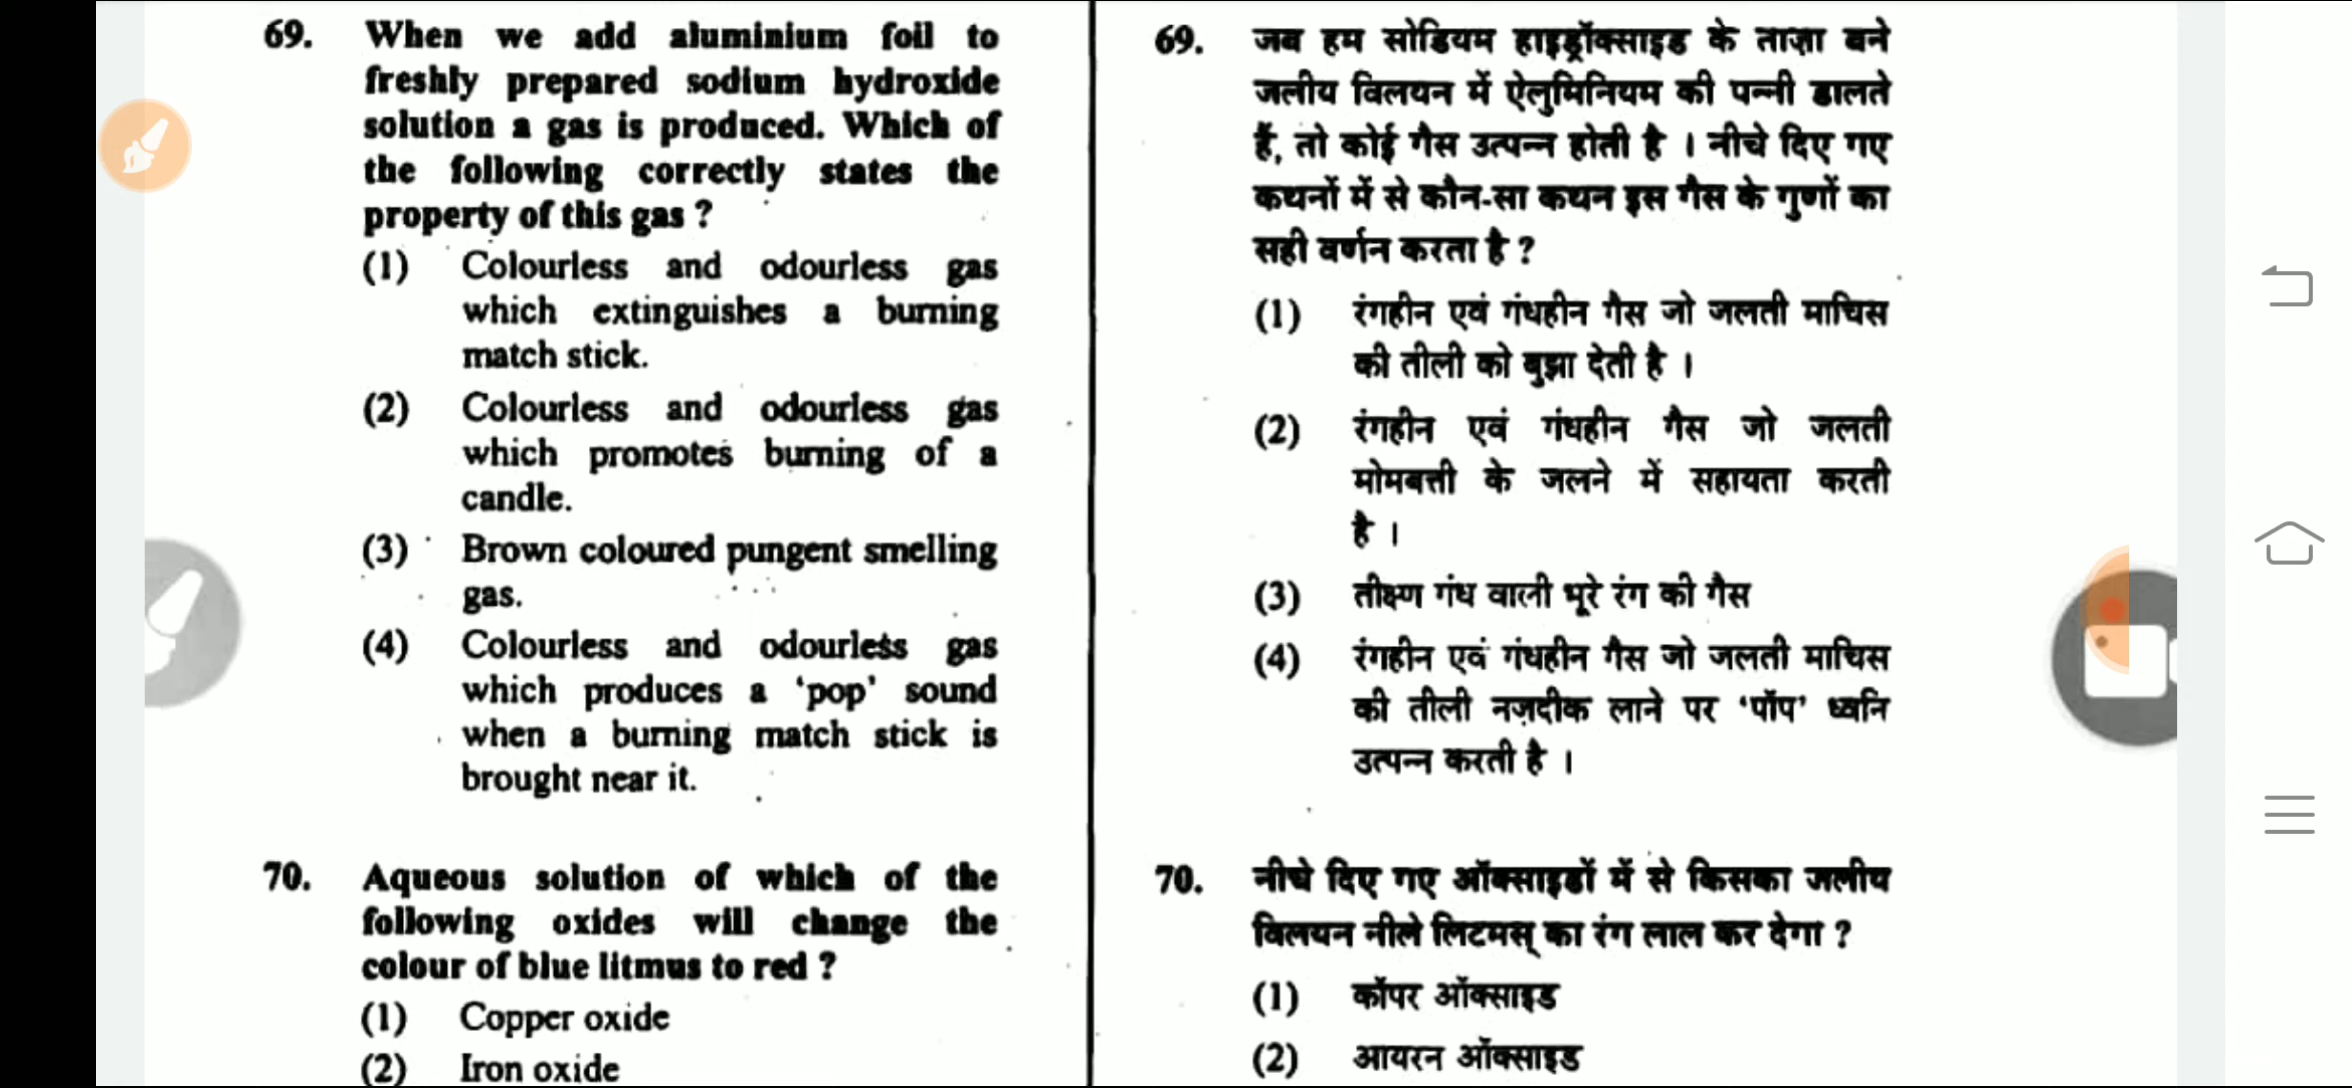 69. When we add aluminium foil to
freshly prepared sodium hydroxide
solution a gas is produced. Which of
the following correctly states the
property of this gas ?
(1) Colourless and odourless gas
which extinguishes a burning
match stick.
(2) Colourless and odourless gas
which promotes burning of a
candle.
(3) Brown coloured pungent smelling
gas.
(4) Colourless and odourless gas
which produces a ‘pop’ sound
when a burning match stick is
brought near it.
70. Aqueous solution of which of the
following oxides will change the
colour of blue litmus to red ?
(1) Copper oxide
(2) Iron oxide
69. जब हम सोडियम हाइड्रॉक्साइड के ताज़ा बने
जलीय विलयन में ऐलुमिनियम की पन्नी डालते
हैं, तो कोई गैस उत्पन्न होती है । नीचे दिए गए
कथनों में से कौन-सा कथन इस गैस के गुणों का
सही वर्णन करता है ?
(1) रंगहीन एवं गंधहीन गैस जो जलती माचिस
की तीली को बुझा देती है ।
(2) रंगहीन एवं गंधहीन गैस जो जलती
मोमबत्ती के जलने में सहायता करती
है ।
(3) तीक्ष्ण गंध वाली भूरे रंग की गैस
(4) रंगहीन एवं गंधहीन गैस जो जलती माचिस
की तीली नज़दीक लाने पर ‘पॉप’ ध्वनि
उत्पन्न करती है ।
70. नीचे दिए गए ऑक्साइडों में से किसका जलीय
विलयन नीले लिटमस् का रंग लाल कर देगा ?
(1) कॉपर ऑक्साइड
(2) आयरन ऑक्साइड